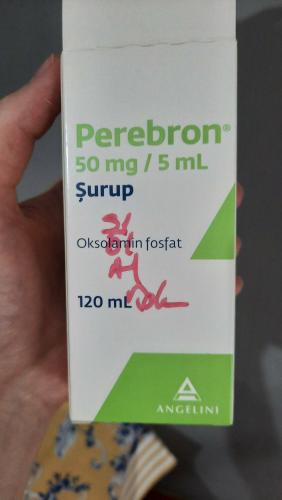 Perebron®
50 mg / 5 mL
Şurup
Oksolamin fosfat
120 mL
ANGELINI